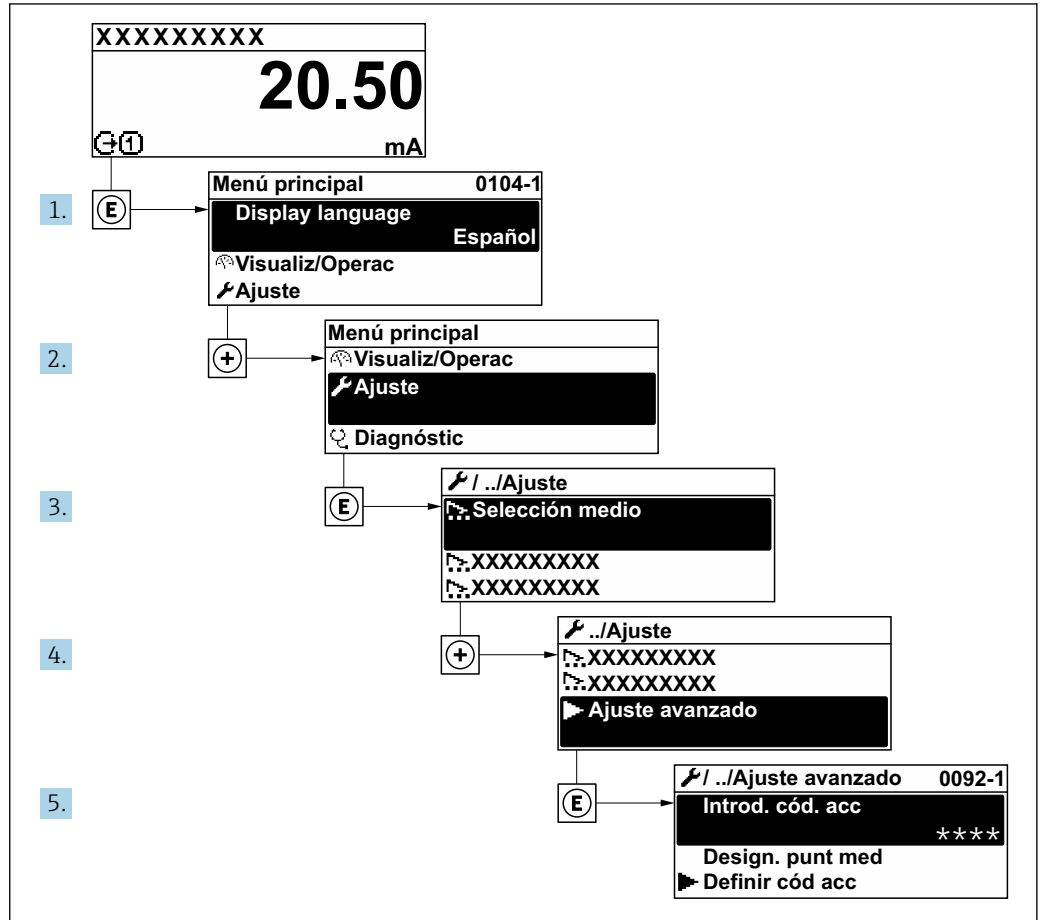 XXXXXXXXX
20.50
1 mA
1. E
Menú principal 0104-1
Display language
Español
Visualiz/Operac
Ajuste
2. +
Menú principal
Visualiz/Operac
Ajuste
Diagnóstic
3. E
/ ../Ajuste
Selección medio
XXXXXXXXX
XXXXXXXXX
4. +
../Ajuste
XXXXXXXXX
XXXXXXXXX
Ajuste avanzado
5. E
/ ../Ajuste avanzado 0092-1
Introd. cód. acc
****
Design. punt med
Definir cód acc